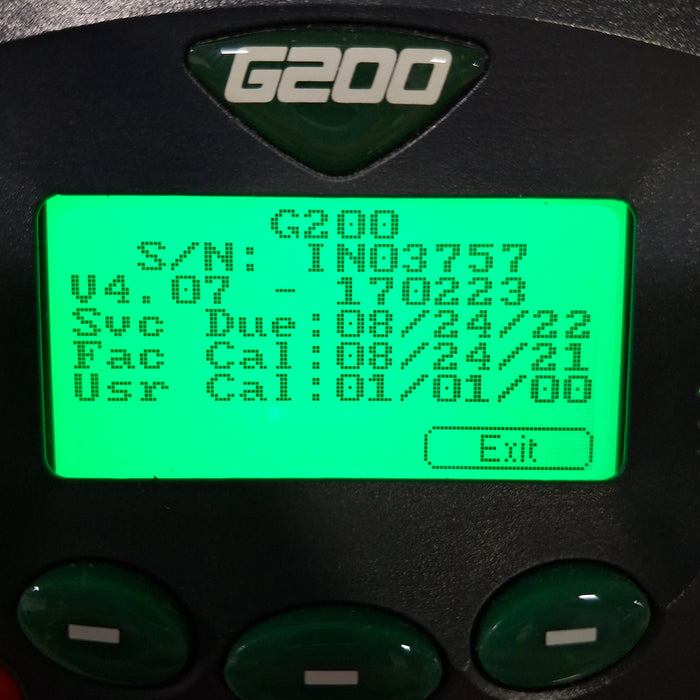 G200
G200
S/N: IN03757
V4.07 - 170223
Svc Due:08/24/22
Fac Cal:08/24/21
Usr Cal:01/01/00
Exit